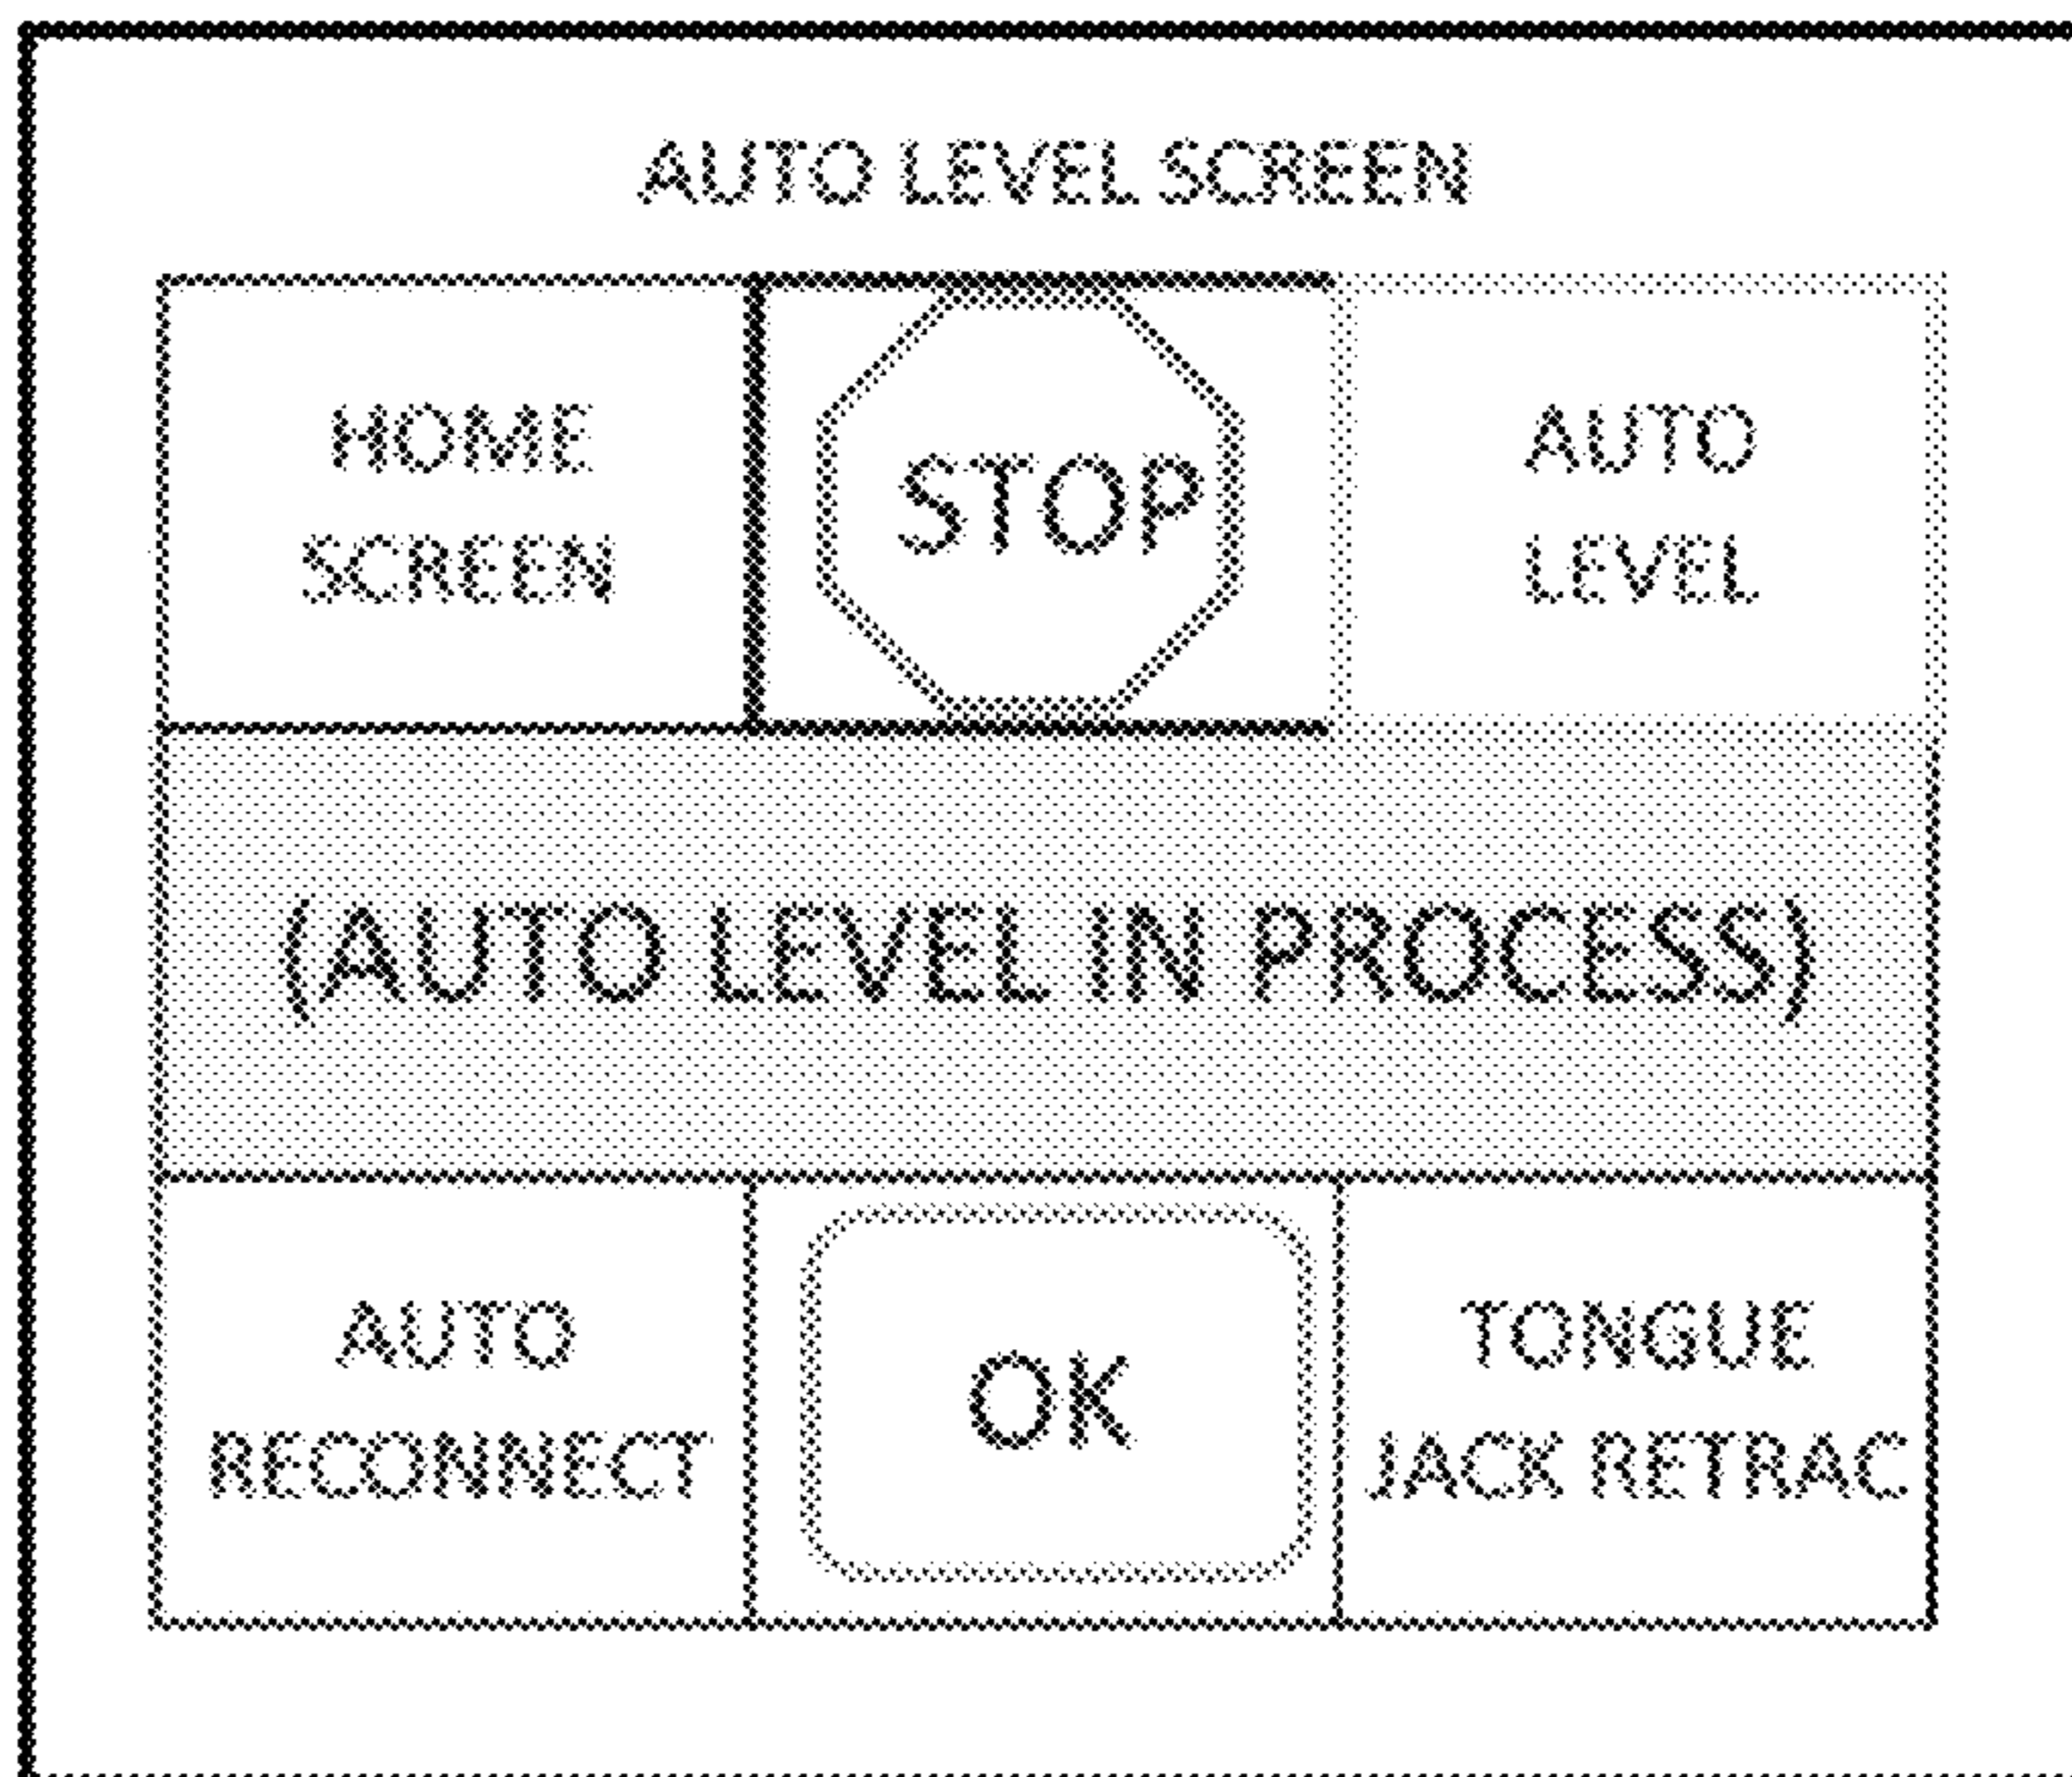 AUTO LEVEL SCREEN
HOME
SCREEN
STOP
AUTO
LEVEL
(AUTO LEVEL IN PROCESS)
AUTO
RECONNECT
OK
TONGUE
JACK RETRAC